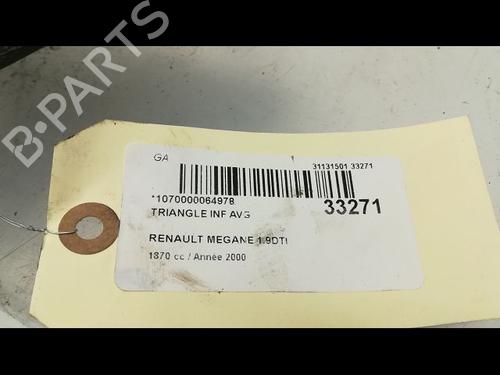 B-PARTS
GA
31131501 33271
*1070000064978
TRIANGLE INF AVG
33271
RENAULT MEGANE 1.9DTI
1870 cc / Année 2000